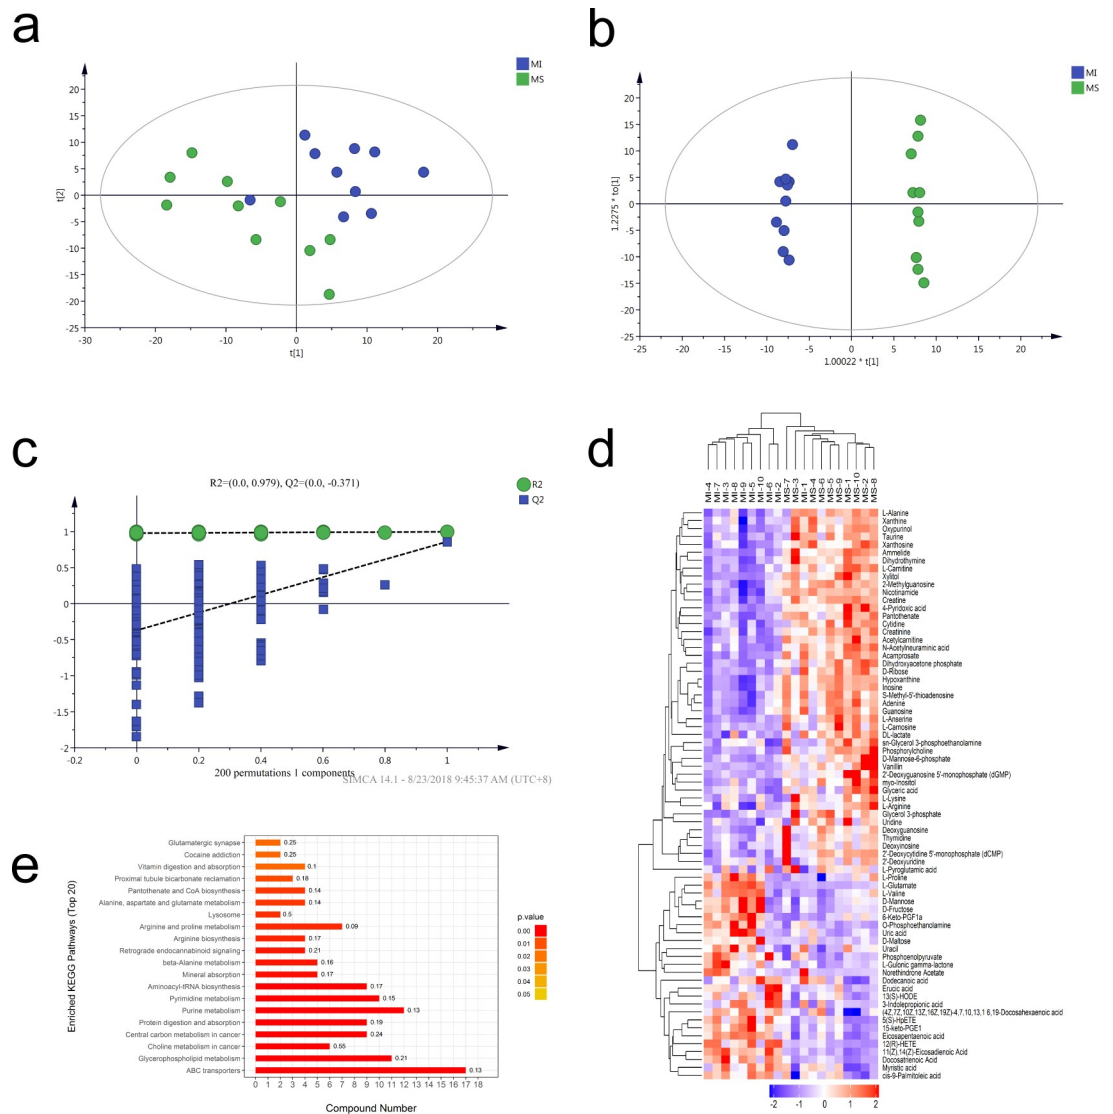 a
MI
MS
20
15
10
5
0
-5
-10
-15
-20
-25
t[2]
-30
-20
-10
0
10
20
t[1]
b
MI
MS
20
15
10
5
0
-5
-10
-15
-20
-25
1.2275 * to[1]
-25
-20
-15
-10
-5
0
5
10
15
20
1.00022 * t[1]
c
R2=(0.0, 0.979), Q2=(0.0, -0.371)
R2
Q2
1
0.5
0
-0.5
-1
-1.5
-2
-0.2
0
0.2
0.4
0.6
0.8
1
200 permutations 1 components
SIMCA 14.1 - 8/23/2018 9:45:37 AM (UTC+8)
d
MI-4
MI-7
MI-3
MI-8
MI-9
MI-5
MI-10
MI-6
MI-2
MS-7
MS-3
MI-1
MS-4
MS-6
MS-5
MS-9
MS-1
MS-10
MS-2
MS-8
L-Alanine
Xanthine
Oxypurinol
Taurine
Xanthosine
Ammelide
Dihydrothymine
L-Carnitine
Xylitol
2-Methylguanosine
Nicotinamide
Creatine
4-Pyridoxic acid
Pantothenate
Cytidine
Creatinine
Acetylcarnitine
N-Acetylneuraminic acid
Acamprosate
Dihydroxyacetone phosphate
D-Ribose
Hypoxanthine
Inosine
S-Methyl-5'-thioadenosine
Adenine
Guanosine
L-Anserine
L-Carnosine
DL-lactate
sn-Glycerol 3-phosphoethanolamine
Phosphorylcholine
D-Mannose-6-phosphate
Vanillin
2'-Deoxyguanosine 5'-monophosphate (dGMP)
myo-Inositol
Glyceric acid
L-Lysine
L-Arginine
Glycerol 3-phosphate
Uridine
Deoxyguanosine
Thymidine
Deoxyinosine
2'-Deoxycytidine 5'-monophosphate (dCMP)
2'-Deoxyuridine
L-Pyroglutamic acid
L-Proline
L-Glutamate
L-Valine
D-Mannose
D-Fructose
6-Keto-PGF1a
O-Phosphoethanolamine
Uric acid
D-Maltose
Uracil
Phosphoenolpyruvate
L-Gulonic gamma-lactone
Norethindrone Acetate
Dodecanoic acid
Erucic acid
13(S)-HODE
3-Indolepropionic acid
(4Z,7Z,10Z,13Z,16Z,19Z)-4,7,10,13,1 6,19-Docosahexaenoic acid
5(S)-HpETE
15-keto-PGE1
Eicosapentaenoic acid
12(R)-HETE
11(Z),14(Z)-Eicosadienoic Acid
Docosatrienoic Acid
Myristic acid
cis-9-Palmitoleic acid
-2
-1
0
1
2
e
Enriched KEGG Pathways (Top 20)
Glutamatergic synapse 0.25
Cocaine addiction 0.25
Vitamin digestion and absorption 0.1
Proximal tubule bicarbonate reclamation 0.18
Pantothenate and CoA biosynthesis 0.14
Alanine, aspartate and glutamate metabolism 0.14
Lysosome 0.5
Arginine and proline metabolism 0.09
Arginine biosynthesis 0.17
Retrograde endocannabinoid signaling 0.21
beta-Alanine metabolism 0.16
Mineral absorption 0.17
Aminoacyl-tRNA biosynthesis 0.17
Pyrimidine metabolism 0.15
Purine metabolism 0.13
Protein digestion and absorption 0.19
Central carbon metabolism in cancer 0.24
Choline metabolism in cancer 0.55
Glycerophospholipid metabolism 0.21
ABC transporters 0.13
0 1 2 3 4 5 6 7 8 9 10 11 12 13 14 15 16 17 18
Compound Number
p.value
0.00
0.01
0.02
0.03
0.04
0.05